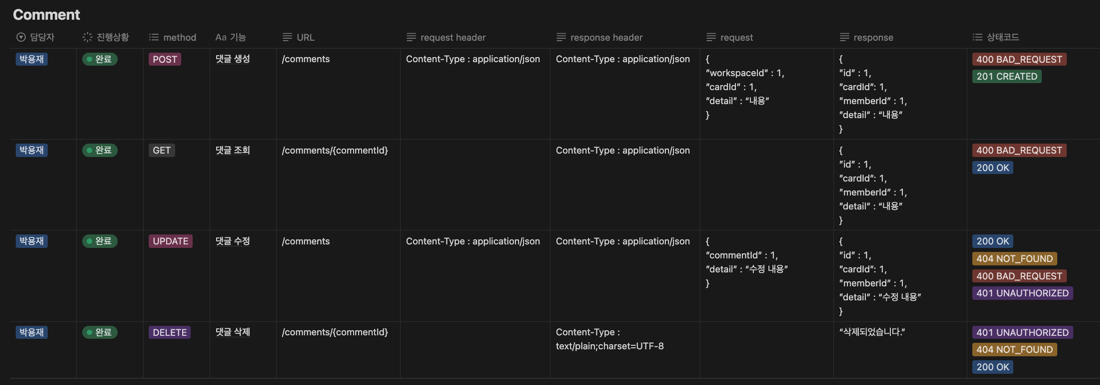 Comment
담당자 진행상황 method Aa 기능 URL request header response header request response 상태코드
박용재 완료 POST 댓글 생성 /comments Content-Type : application/json Content-Type : application/json { { 400 BAD_REQUEST
“workspaceId” : 1, “id” : 1, 201 CREATED
“cardId” : 1, “cardId”: 1,
“detail” : “내용” “memberId” : 1,
} “detail” : “내용”
}
박용재 완료 GET 댓글 조회 /comments/{commentId} Content-Type : application/json { 400 BAD_REQUEST
“id” : 1, 200 OK
“cardId”: 1,
“memberId” : 1,
“detail” : “내용”
}
박용재 완료 UPDATE 댓글 수정 /comments Content-Type : application/json Content-Type : application/json { { 200 OK
“commentId” : 1, “id” : 1, 404 NOT_FOUND
“detail” : “수정 내용” “cardId”: 1, 400 BAD_REQUEST
} “memberId” : 1, 401 UNAUTHORIZED
“detail” : “수정 내용”
}
박용재 완료 DELETE 댓글 삭제 /comments/{commentId} Content-Type : “삭제되었습니다.” 401 UNAUTHORIZED
text/plain;charset=UTF-8 404 NOT_FOUND
200 OK